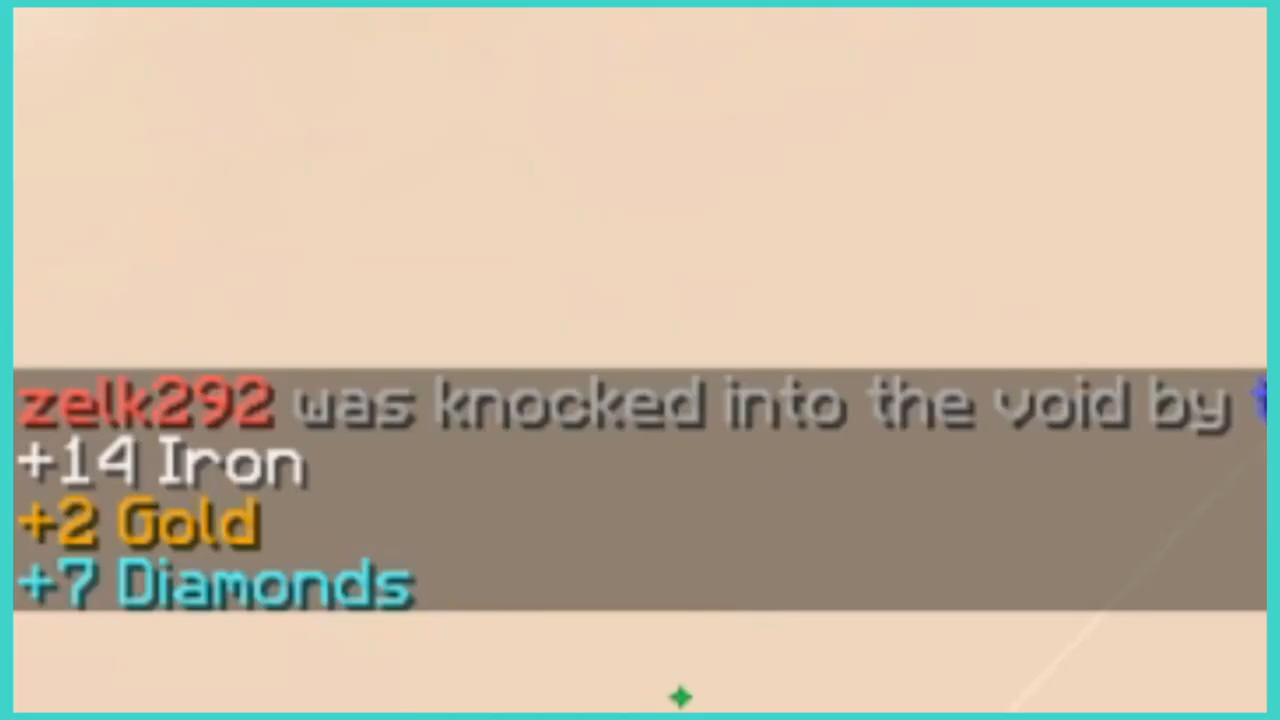 zelk292 was knocked into the void by
+14 Iron
+2 Gold
+7 Diamonds